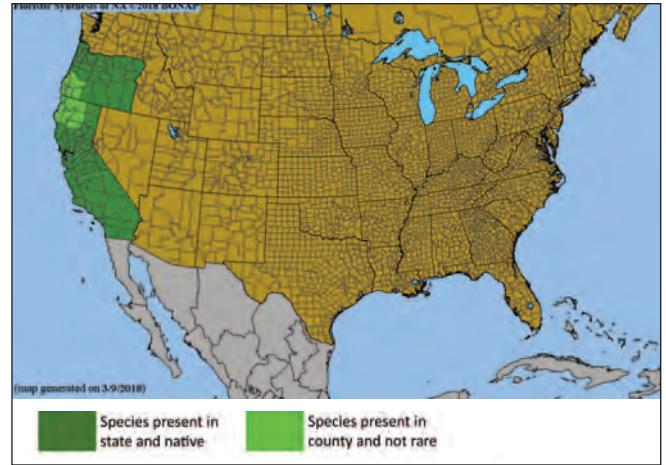 Floristic Synthesis of NA ©2018 BONAP
(map generated on 3/9/2018)
Species present in
state and native
Species present in
county and not rare